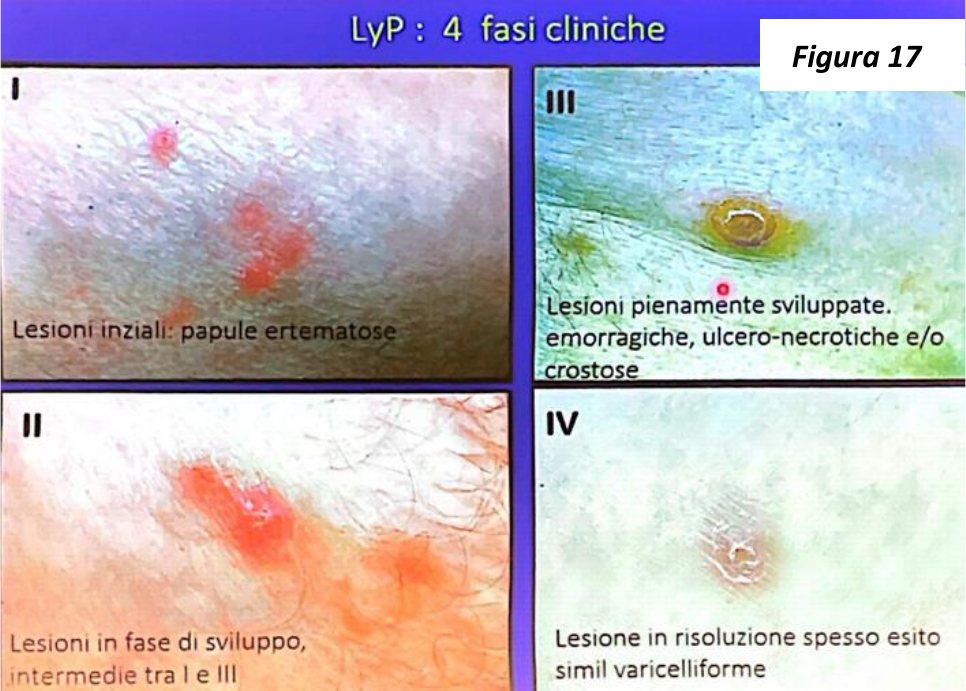 LyP : 4 fasi cliniche
Figura 17
I
Lesioni inziali: papule ertematose
II
Lesioni in fase di sviluppo,
intermedie tra I e III
III
Lesioni pienamente sviluppate.
emorragiche, ulcero-necrotiche e/o
crostose
IV
Lesione in risoluzione spesso esito
simil varicelliforme